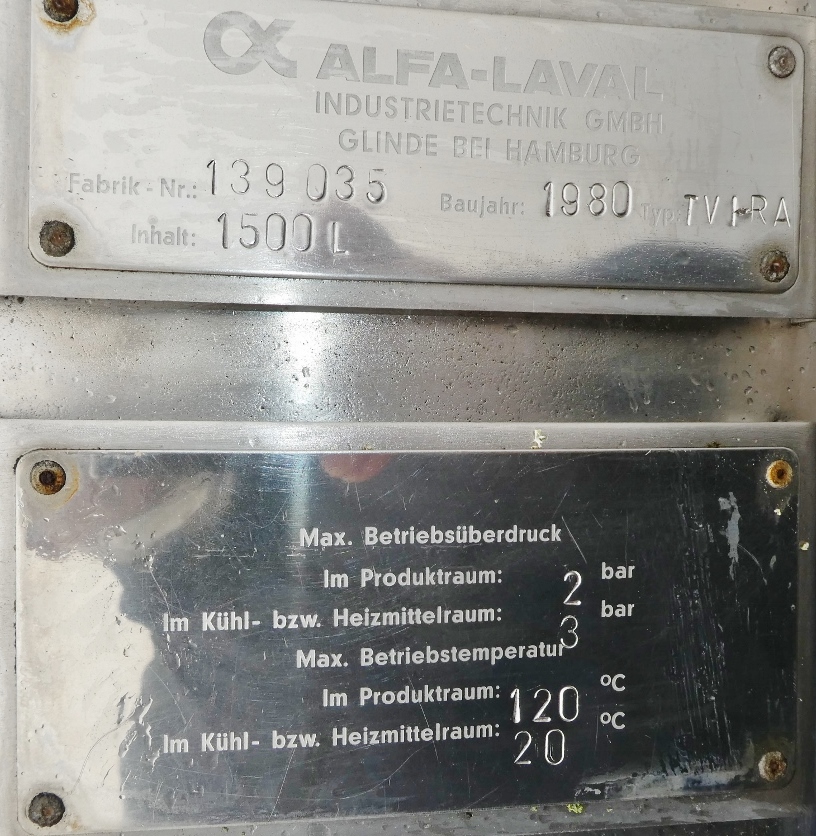 ALFA-LAVAL
INDUSTRIETECHNIK GMBH
GLINDE BEI HAMBURG
Fabrik-Nr.: 139 035 Baujahr: 1980 Typ:
Inhalt: 1500 L
Max. Betriebsüberdruck
Im Produktraum: 2 bar
Im Kühl- bzw. Heizmittelraum: 3 bar
Max. Betriebstemperatur
Im Produktraum: 120 °C
Im Kühl- bzw. Heizmittelraum: 20 °C